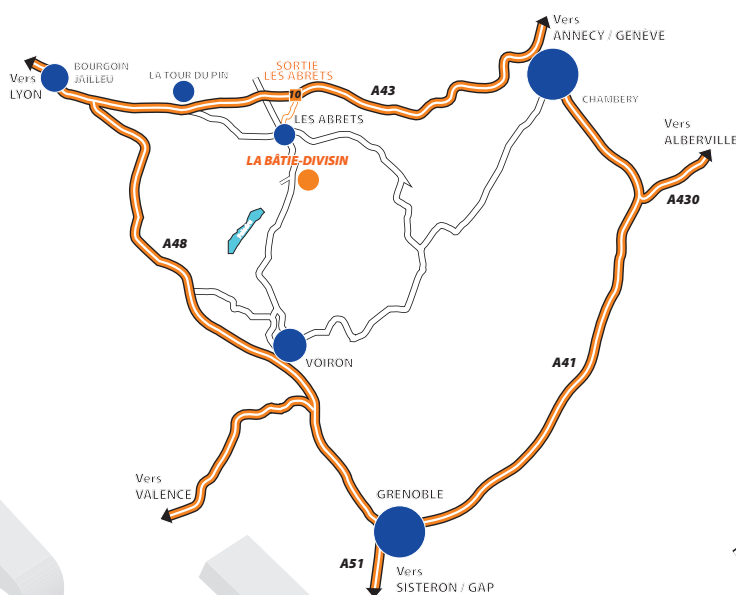 Vers
ANNECY / GENÈVE
BOURGOIN
JAILLEU
Vers
LYON
LA TOUR DU PIN
SORTIE
LES ABRETS
10
A43
CHAMBERY
LES ABRETS
Vers
ALBERVILLE
LA BÂTIE-DIVISIN
A430
A48
VOIRON
A41
Vers
VALENCE
GRENOBLE
A51
Vers
SISTERON / GAP